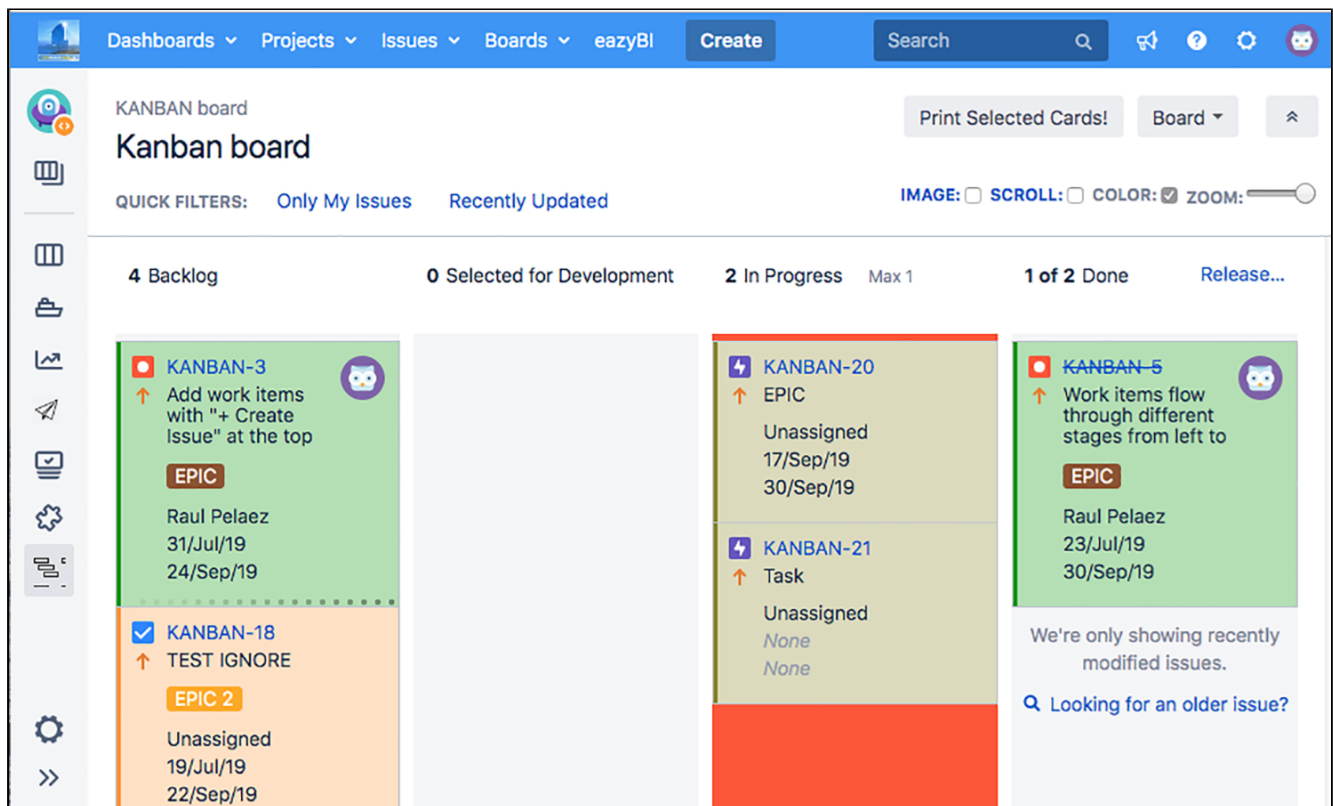 Dashboards Projects Issues Boards eazyBI Create Search
KANBAN board
Kanban board
Print Selected Cards! Board
QUICK FILTERS: Only My Issues Recently Updated
IMAGE: SCROLL: COLOR: ZOOM:
4 Backlog
0 Selected for Development
2 In Progress Max 1
1 of 2 Done Release...
KANBAN-3
Add work items
with "+ Create
Issue" at the top
EPIC
Raul Pelaez
31/Jul/19
24/Sep/19
KANBAN-18
TEST IGNORE
EPIC 2
Unassigned
19/Jul/19
22/Sep/19
KANBAN-20
EPIC
Unassigned
17/Sep/19
30/Sep/19
KANBAN-21
Task
Unassigned
None
None
KANBAN-5
Work items flow
through different
stages from left to
EPIC
Raul Pelaez
23/Jul/19
30/Sep/19
We're only showing recently
modified issues.
Looking for an older issue?